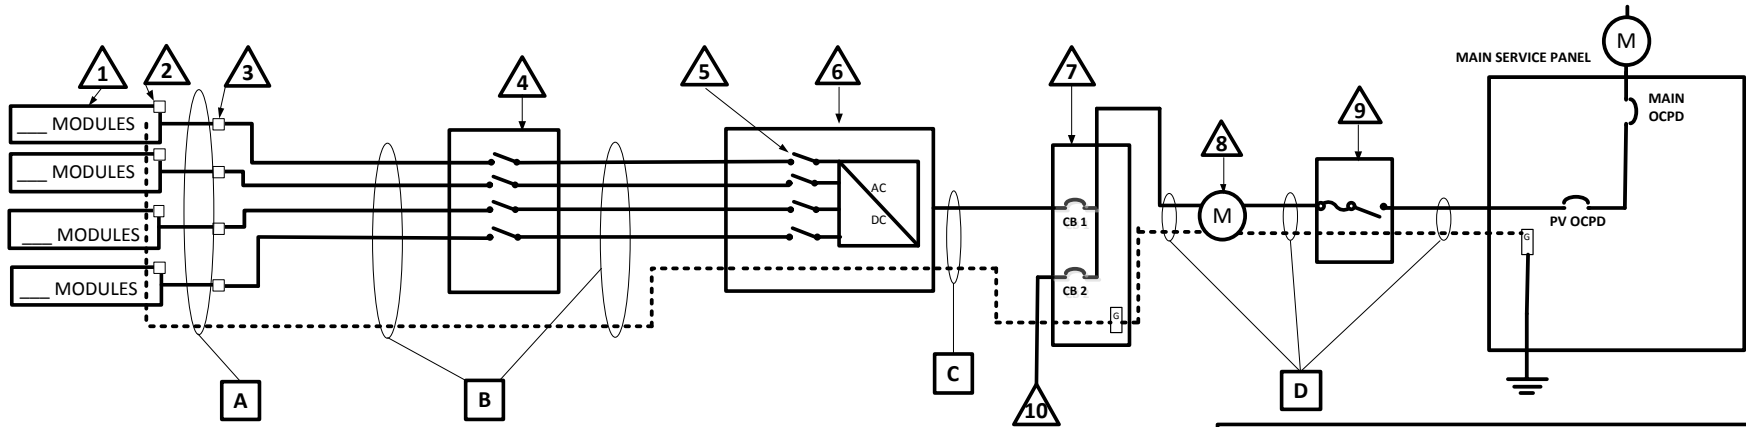 M
MAIN SERVICE PANEL
1
2
3
4
5
6
7
8
9
MAIN
OCPD
___ MODULES
___ MODULES
___ MODULES
___ MODULES
AC
DC
CB 1
M
PV OCPD
G
CB 2
G
A
B
C
10
D